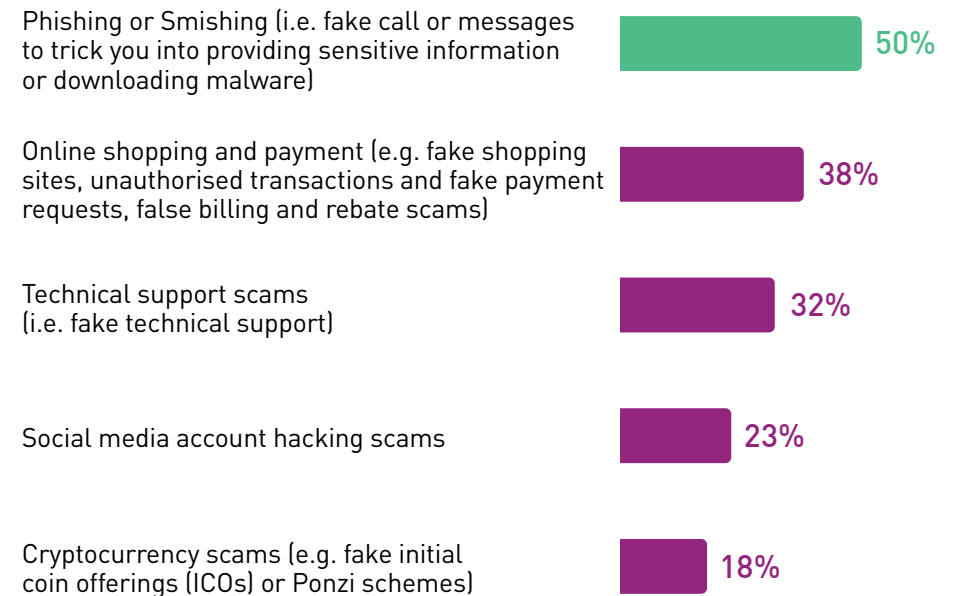 Phishing or Smishing (i.e. fake call or messages
to trick you into providing sensitive information
or downloading malware)
50%
Online shopping and payment (e.g. fake shopping
sites, unauthorised transactions and fake payment
requests, false billing and rebate scams)
38%
Technical support scams
(i.e. fake technical support)
32%
Social media account hacking scams
23%
Cryptocurrency scams (e.g. fake initial
coin offerings (ICOs) or Ponzi schemes)
18%